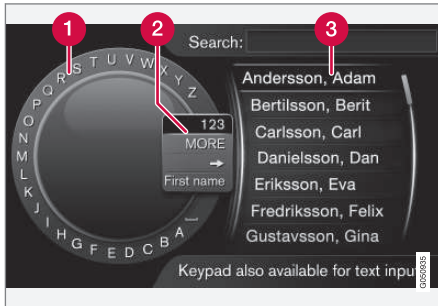 1
2
3
Search:
A B C D E F G H I J K L M N O P Q R S T U V W X Y Z
123
MORE
→
First name
Andersson, Adam
Bertilsson, Berit
Carlsson, Carl
Danielsson, Dan
Eriksson, Eva
Fredriksson, Felix
Gustavsson, Gina
Keypad also available for text input
G050935